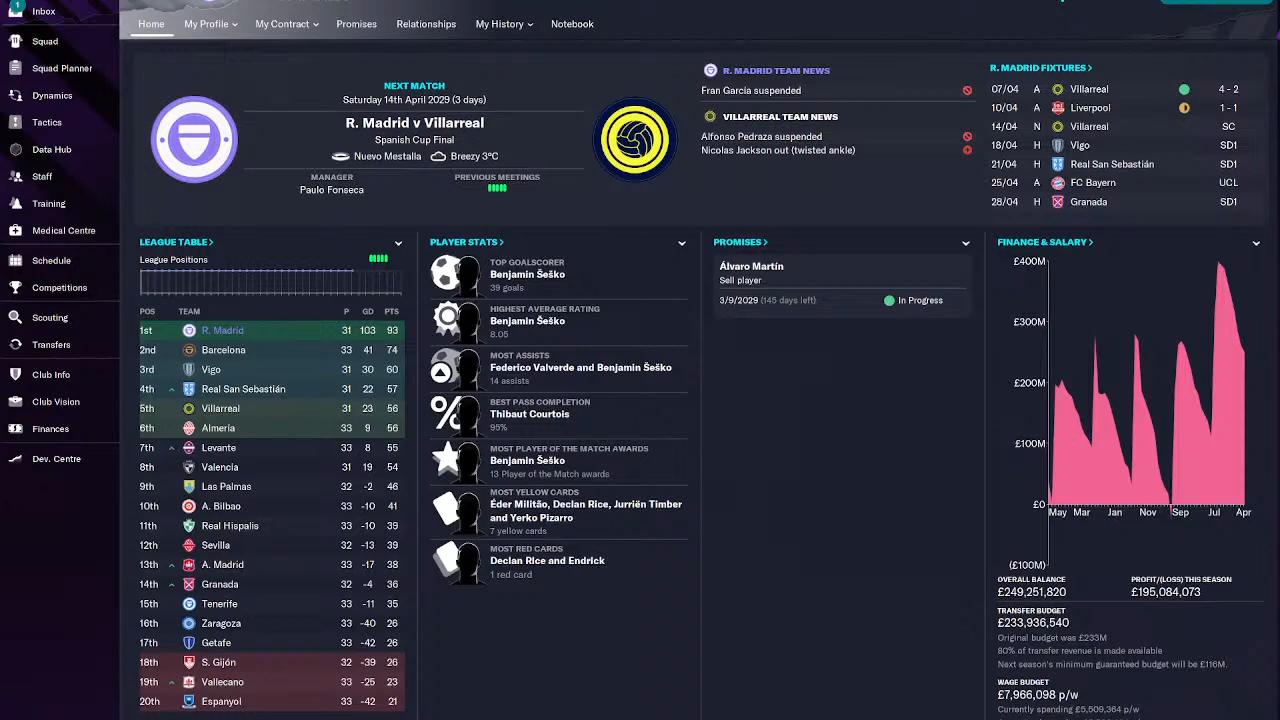 1
Inbox
Squad
Squad Planner
Dynamics
Tactics
Data Hub
Staff
Training
Medical Centre
Schedule
Competitions
Scouting
Transfers
Club Info
Club Vision
Finances
Dev. Centre
Home
My Profile
My Contract
Promises
Relationships
My History
Notebook
NEXT MATCH
Saturday 14th April 2029 (3 days)
R. Madrid v Villarreal
Spanish Cup Final
Nuevo Mestalla Breezy 3°C
MANAGER
Paulo Fonseca
PREVIOUS MEETINGS
R. MADRID TEAM NEWS
Fran García suspended
VILLARREAL TEAM NEWS
Alfonso Pedraza suspended
Nicolas Jackson out (twisted ankle)
R. MADRID FIXTURES >
07/04 A Villarreal 4 - 2
10/04 A Liverpool 1 - 1
14/04 N Villarreal SC
18/04 H Vigo SD1
21/04 H Real San Sebastián SD1
25/04 A FC Bayern UCL
28/04 H Granada SD1
LEAGUE TABLE >
League Positions
POS TEAM P GD PTS
1st R. Madrid 31 103 93
2nd Barcelona 33 41 74
3rd Vigo 31 30 60
4th Real San Sebastián 31 22 57
5th Villarreal 31 23 56
6th Almería 33 9 56
7th Levante 33 8 55
8th Valencia 31 19 54
9th Las Palmas 32 -2 46
10th A. Bilbao 33 -10 41
11th Real Hispalis 33 -10 39
12th Sevilla 32 -13 39
13th A. Madrid 33 -17 38
14th Granada 32 -4 36
15th Tenerife 33 -11 35
16th Zaragoza 33 -40 26
17th Getafe 33 -42 26
18th S. Gijón 32 -39 26
19th Vallecano 33 -25 23
20th Espanyol 33 -42 21
PLAYER STATS >
TOP GOALSCORER
Benjamin Šeško
39 goals
HIGHEST AVERAGE RATING
Benjamin Šeško
8.05
MOST ASSISTS
Federico Valverde and Benjamin Šeško
14 assists
BEST PASS COMPLETION
Thibaut Courtois
95%
MOST PLAYER OF THE MATCH AWARDS
Benjamin Šeško
13 Player of the Match awards
MOST YELLOW CARDS
Éder Militão, Declan Rice, Jurriën Timber
and Yerko Pizarro
7 yellow cards
MOST RED CARDS
Declan Rice and Endrick
1 red card
PROMISES >
Álvaro Martín
Sell player
3/9/2029 (145 days left) In Progress
FINANCE & SALARY >
£400M
£300M
£200M
£100M
£0
(£100M)
May Mar Jan Nov Sep Jul Apr
OVERALL BALANCE
£249,251,820
PROFIT/(LOSS) THIS SEASON
£195,084,073
TRANSFER BUDGET
£233,936,540
Original budget was £233M
80% of transfer revenue is made available
Next season's minimum guaranteed budget will be £116M.
WAGE BUDGET
£7,966,098 p/w
Currently spending £5,509,364 p/w